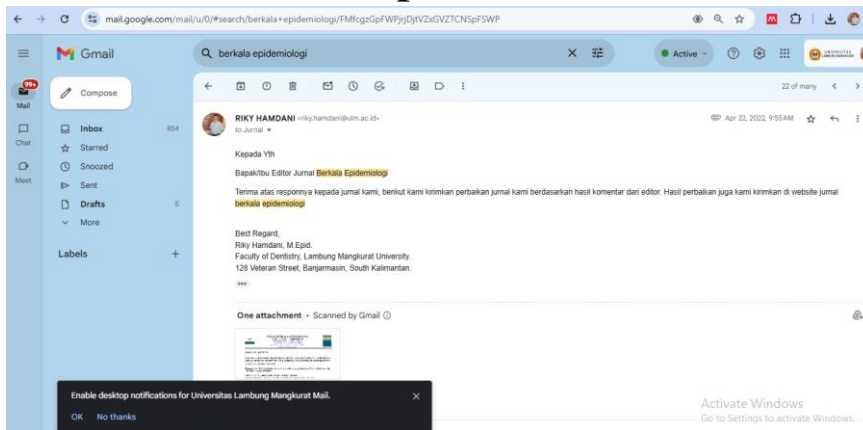 mail.google.com/mail/u/0/#search/berkala+epidemiologi/FMfcgzGpFWPjrjDjtVZxGVZTCNSpFSWP
Gmail
berkala epidemiologi
Active
99+
Mail
Compose
22 of many
Chat
Meet
Inbox 854
Starred
Snoozed
Sent
Drafts 5
More
Labels
RIKY HAMDANI <riky.hamdani@ulm.ac.id>
Apr 22, 2022, 9:55 AM
to Jurnal
Kepada Yth
Bapak/Ibu Editor Jurnal Berkala Epidemiologi
Terima atas responnya kepada jurnal kami, berikut kami kirimkan perbaikan jurnal kami berdasarkan hasil komentar dari editor. Hasil perbaikan juga kami kirimkan di website jurnal
berkala epidemiologi
Best Regard,
Riky Hamdani, M.Epid.
Faculty of Dentistry, Lambung Mangkurat University.
128 Veteran Street, Banjarmasin, South Kalimantan.
One attachment • Scanned by Gmail
Enable desktop notifications for Universitas Lambung Mangkurat Mail.
OK No thanks
Activate Windows
Go to Settings to activate Windows.